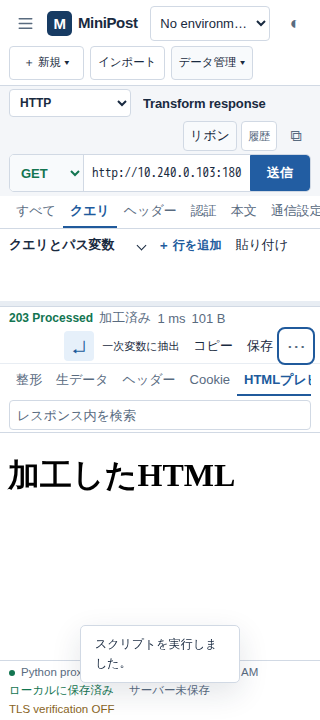 M MiniPost No environm…
＋ 新規 ▾ インポート データ管理 ▾
HTTP Transform response
リボン 履歴
GET http://10.240.0.103:180 送信
すべて クエリ ヘッダー 認証 本文 通信設定
クエリとパス変数 + 行を追加 貼り付け
203 Processed 加工済み 1 ms 101 B
一次変数に抽出 コピー 保存 ···
整形 生データ ヘッダー Cookie HTMLプレビ
レスポンス内を検索
加工したHTML
スクリプトを実行しま
した。
Python prox AM
ローカルに保存済み サーバー未保存
TLS verification OFF